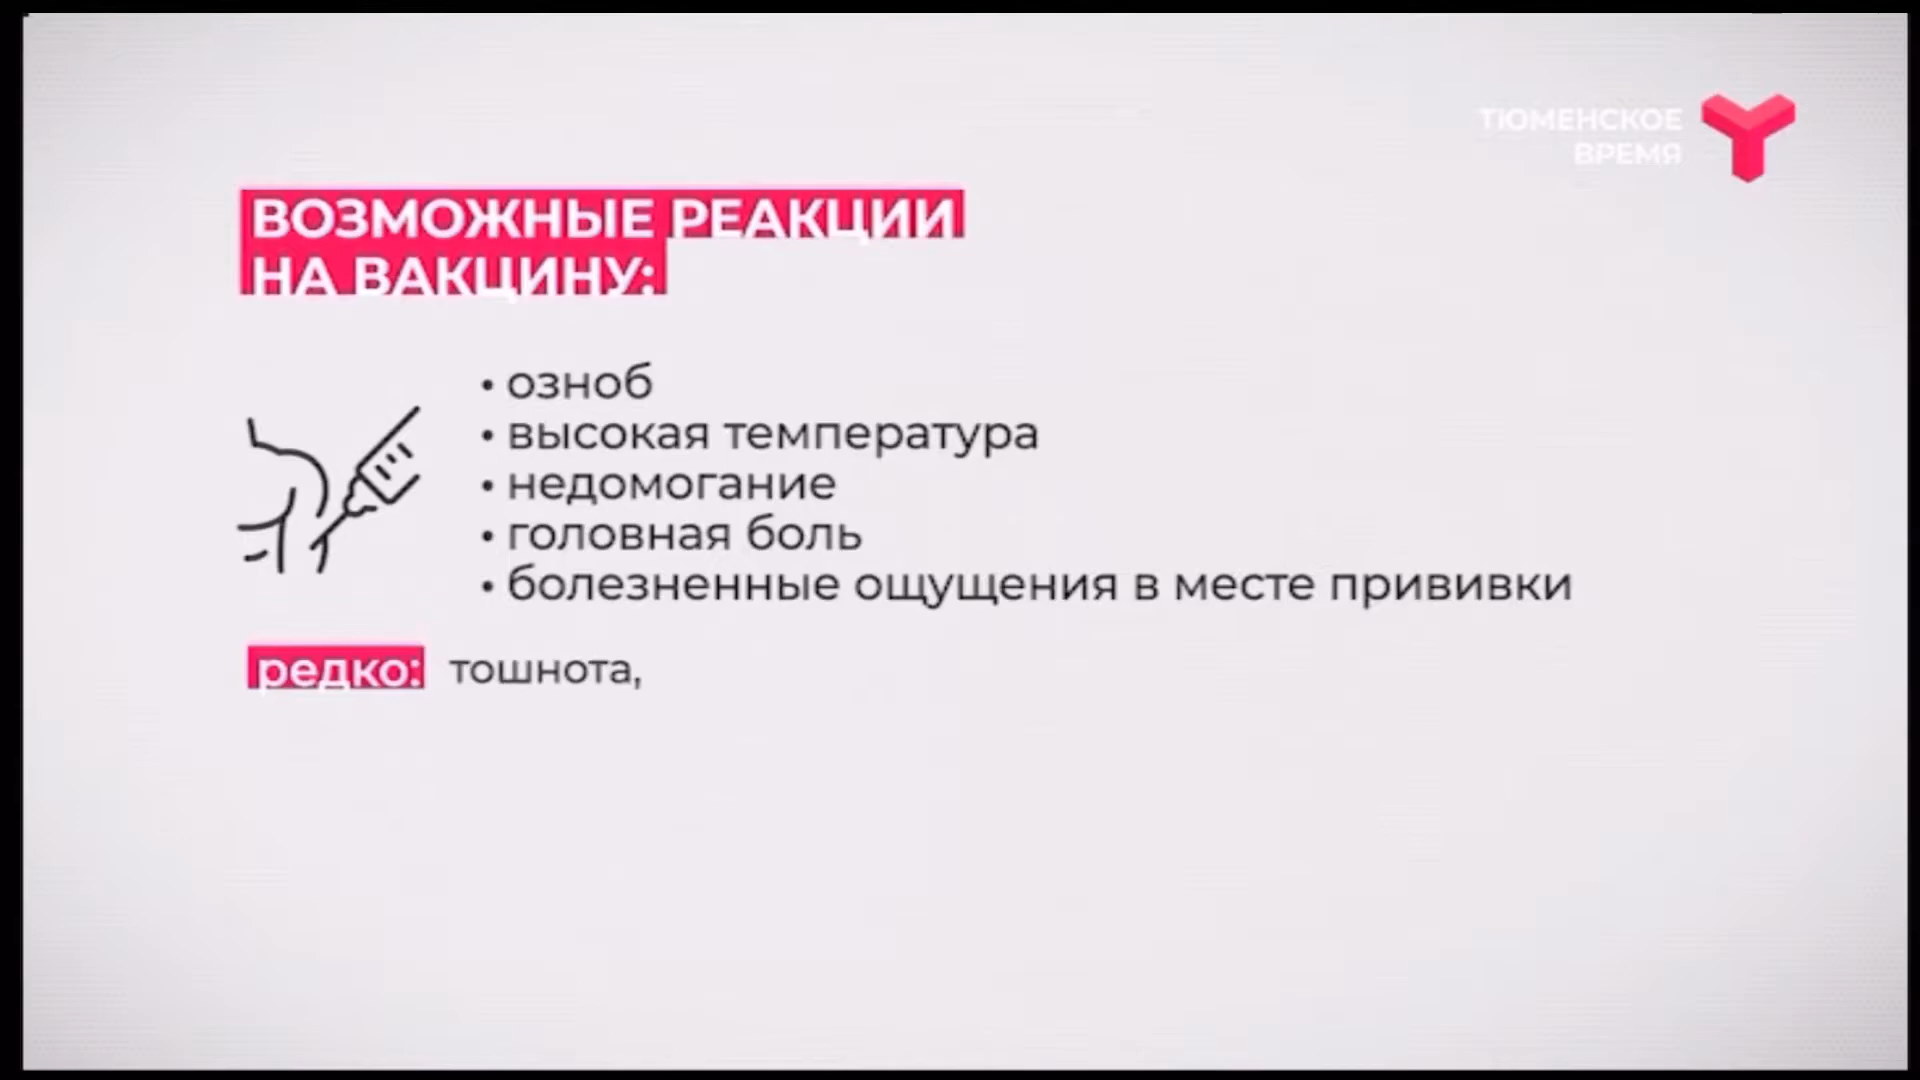 ТЮМЕНСКОЕ
ВРЕМЯ
ВОЗМОЖНЫЕ РЕАКЦИИ
НА ВАКЦИНУ:
• озноб
• высокая температура
• недомогание
• головная боль
• болезненные ощущения в месте прививки
редко: тошнота,